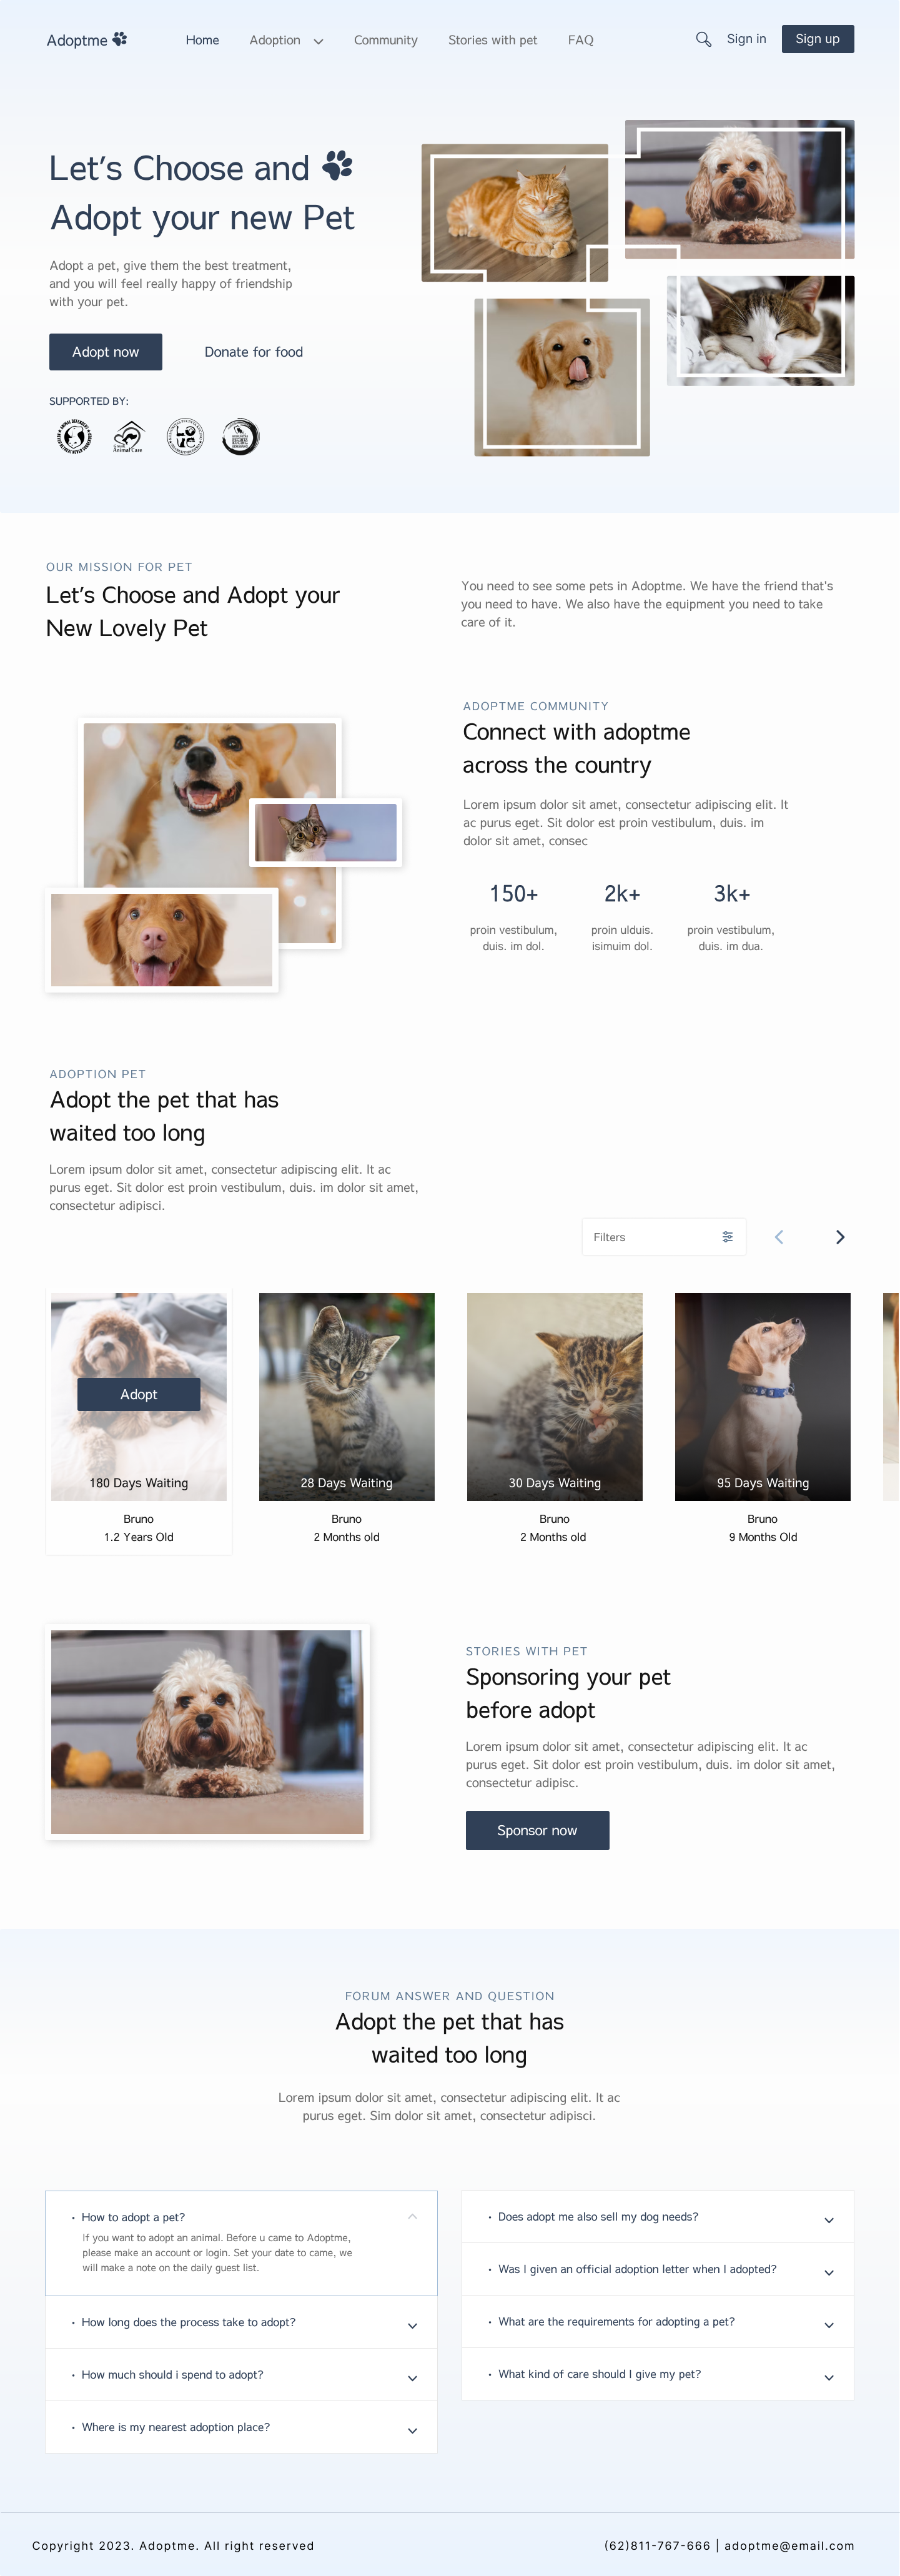 Adoptme
Home
Adoption
Community
Stories with pet
FAQ
Sign in
Sign up
Let's Choose and
Adopt your new Pet
Adopt a pet, give them the best treatment,
and you will feel really happy of friendship
with your pet.
Adopt now
Donate for food
SUPPORTED BY:
Animal Care
OUR MISSION FOR PET
Let's Choose and Adopt your
New Lovely Pet
You need to see some pets in Adoptme. We have the friend that's
you need to have. We also have the equipment you need to take
care of it.
ADOPTME COMMUNITY
Connect with adoptme
across the country
Lorem ipsum dolor sit amet, consectetur adipiscing elit. It
ac purus eget. Sit dolor est proin vestibulum, duis. im
dolor sit amet, consec
150+
proin vestibulum,
duis. im dol.
2k+
proin ulduis.
isimuim dol.
3k+
proin vestibulum,
duis. im dua.
ADOPTION PET
Adopt the pet that has
waited too long
Lorem ipsum dolor sit amet, consectetur adipiscing elit. It ac
purus eget. Sit dolor est proin vestibulum, duis. im dolor sit amet,
consectetur adipisci.
Filters
Adopt
180 Days Waiting
Bruno
1.2 Years Old
28 Days Waiting
Bruno
2 Months old
30 Days Waiting
Bruno
2 Months old
95 Days Waiting
Bruno
9 Months Old
STORIES WITH PET
Sponsoring your pet
before adopt
Lorem ipsum dolor sit amet, consectetur adipiscing elit. It ac
purus eget. Sit dolor est proin vestibulum, duis. im dolor sit amet,
consectetur adipisc.
Sponsor now
FORUM ANSWER AND QUESTION
Adopt the pet that has
waited too long
Lorem ipsum dolor sit amet, consectetur adipiscing elit. It ac
purus eget. Sim dolor sit amet, consectetur adipisci.
• How to adopt a pet?
If you want to adopt an animal. Before u came to Adoptme,
please make an account or login. Set your date to came, we
will make a note on the daily guest list.
• How long does the process take to adopt?
• How much should i spend to adopt?
• Where is my nearest adoption place?
• Does adopt me also sell my dog needs?
• Was I given an official adoption letter when I adopted?
• What are the requirements for adopting a pet?
• What kind of care should I give my pet?
Copyright 2023. Adoptme. All right reserved
(62)811-767-666 | adoptme@email.com